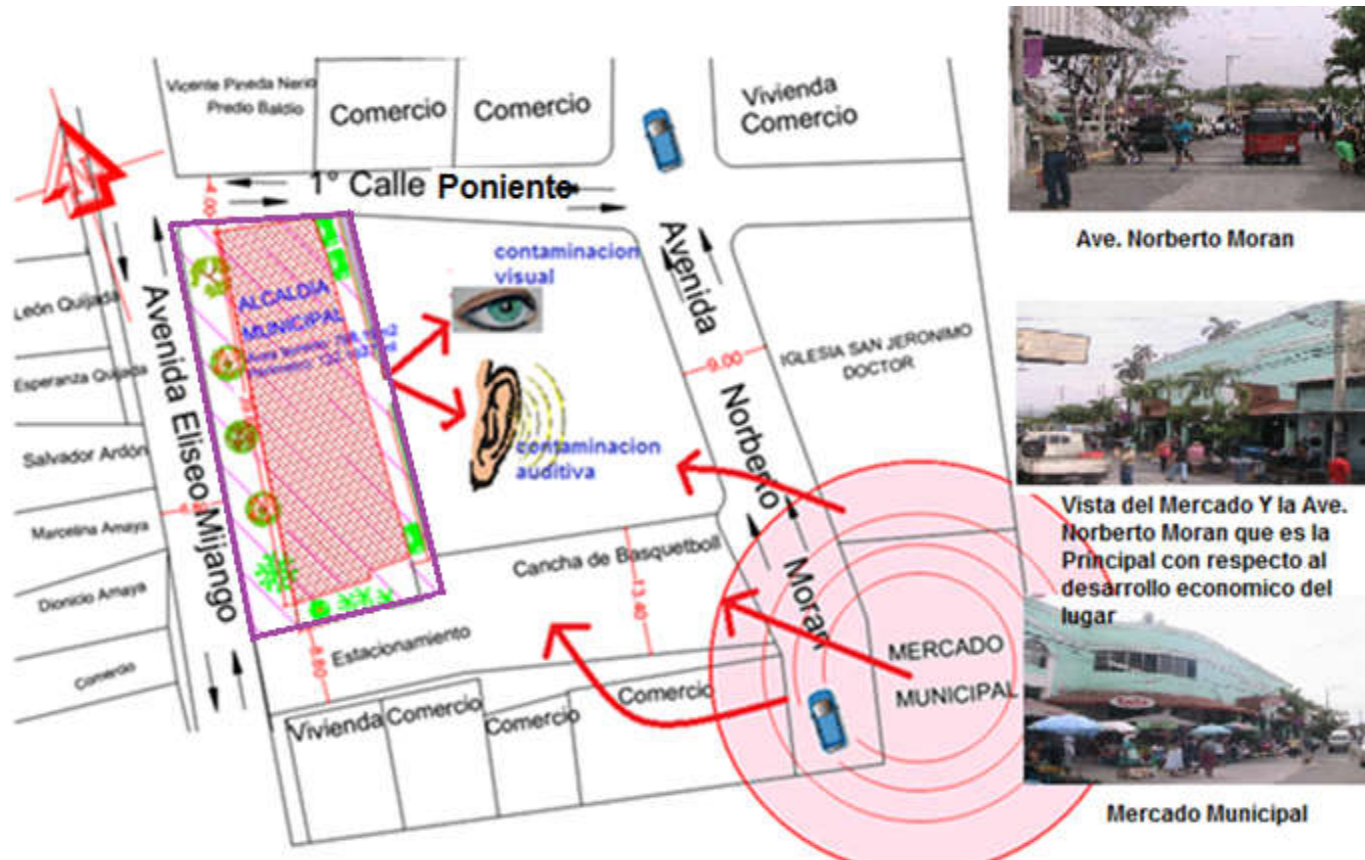 Vicente Pineda Nerio
Predio Baldio
Comercio
Comercio
Vivienda
Comercio
1° Calle Poniente
4.00
Ave. Norberto Moran
contaminacion
visual
ALCALDIA
MUNICIPAL
Avenida Eliseo Mijango
León Quijada
Esperanza Quijada
Salvador Ardón
Marcelina Amaya
Dionicio Amaya
Comercio
contaminacion
auditiva
Avenida Norberto Moran
9.00
IGLESIA SAN JERONIMO
DOCTOR
Vista del Mercado Y la Ave.
Norberto Moran que es la
Principal con respecto al
desarrollo economico del
lugar
Cancha de Basquetboll
13.40
Estacionamiento
Vivienda
Comercio
Comercio
Comercio
MERCADO
MUNICIPAL
Mercado Municipal